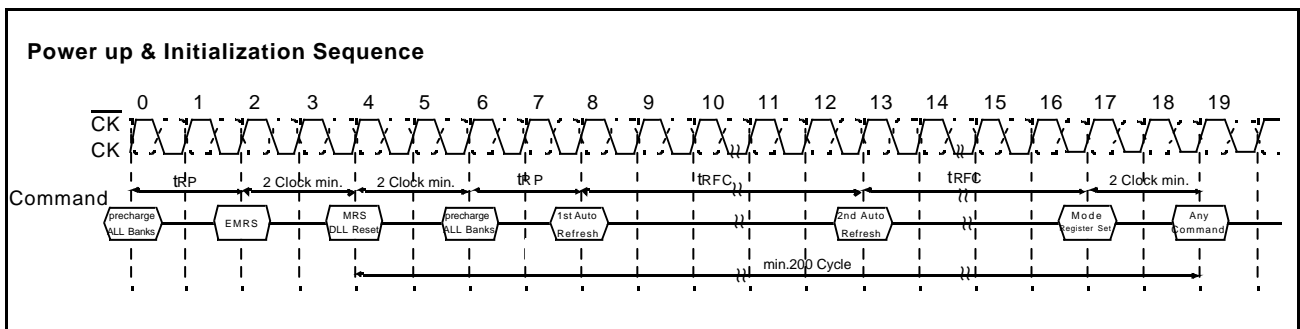 Power up & Initialization Sequence
0 1 2 3 4 5 6 7 8 9 10 11 12 13 14 15 16 17 18 19
CK
CK
tRP 2 Clock min. 2 Clock min. tRP tRFC tRFC 2 Clock min.
Command
precharge ALL Banks
EMRS
MRS DLL Reset
precharge ALL Banks
1st Auto Refresh
2nd Auto Refresh
Mode Register Set
Any Command
min.200 Cycle